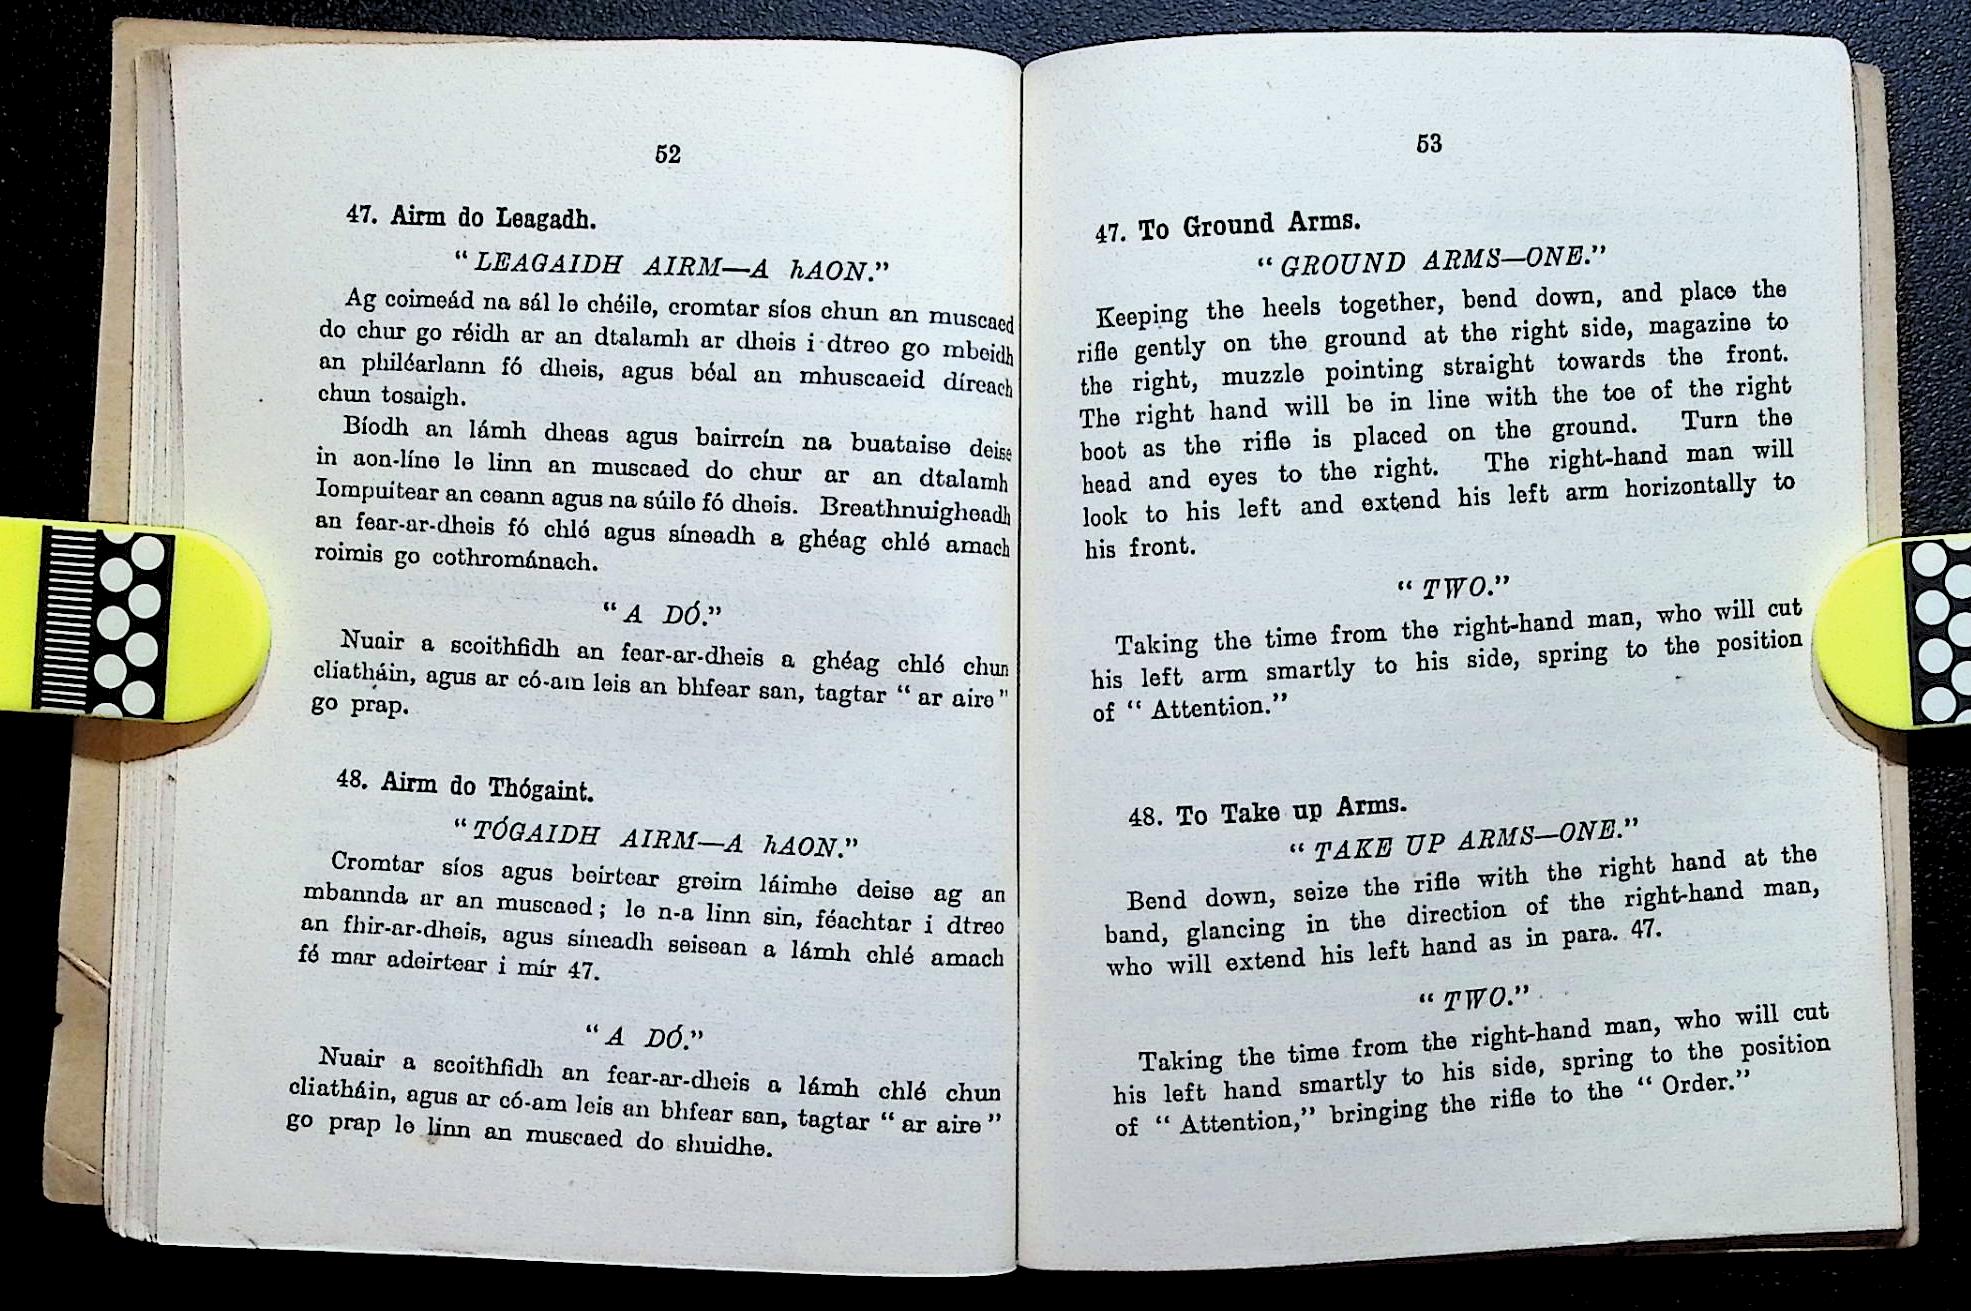 52
47. Airm do Leagadh.
“ LEAGAIDH AIRM—A hAON.”
Ag coimeád na sál le chéile, cromtar síos chun an muscaed
do chur go réidh ar an dtalamh ar dheis i dtreo go mbeidh
an philéarlann fó dheis, agus béal an mhuscaeid díreach
chun tosaigh.
Bíodh an lámh dheas agus bairrcín na buataise deise
in aon-líne le linn an muscaed do chur ar an dtalamh
Iompuítear an ceann agus na súile fó dheis. Breathnuigheadh
an fear-ar-dheis fó chlé agus síneadh a ghéag chlé amach
roimis go cothrománach.
“ A DÓ.”
Nuair a scoithfidh an fear-ar-dheis a ghéag chlé chun
cliatháin, agus ar có-am leis an bhfear san, tagtar “ ar aire ”
go prap.
48. Airm do Thógaint.
“ TÓGAIDH AIRM—A hAON.”
Cromtar síos agus beirtear greim láimhe deise ag an
mbannda ar an muscaed ; le n-a linn sin, féachtar i dtreo
an fhir-ar-dheis, agus síneadh seisean a lámh chlé amach
fé mar adeirtear i mír 47.
“ A DÓ.”
Nuair a scoithfidh an fear-ar-dheis a lámh chlé chun
cliatháin, agus ar có-am leis an bhfear san, tagtar “ ar aire ”
go prap le linn an muscaed do shuidhe.
53
47. To Ground Arms.
“ GROUND ARMS—ONE.”
Keeping the heels together, bend down, and place the
rifle gently on the ground at the right side, magazine to
the right, muzzle pointing straight towards the front.
The right hand will be in line with the toe of the right
boot as the rifle is placed on the ground. Turn the
head and eyes to the right. The right-hand man will
look to his left and extend his left arm horizontally to
his front.
“ TWO.”
Taking the time from the right-hand man, who will cut
his left arm smartly to his side, spring to the position
of “ Attention.”
48. To Take up Arms.
“ TAKE UP ARMS—ONE.”
Bend down, seize the rifle with the right hand at the
band, glancing in the direction of the right-hand man,
who will extend his left hand as in para. 47.
“ TWO.”
Taking the time from the right-hand man, who will cut
his left hand smartly to his side, spring to the position
of “ Attention,” bringing the rifle to the “ Order.”